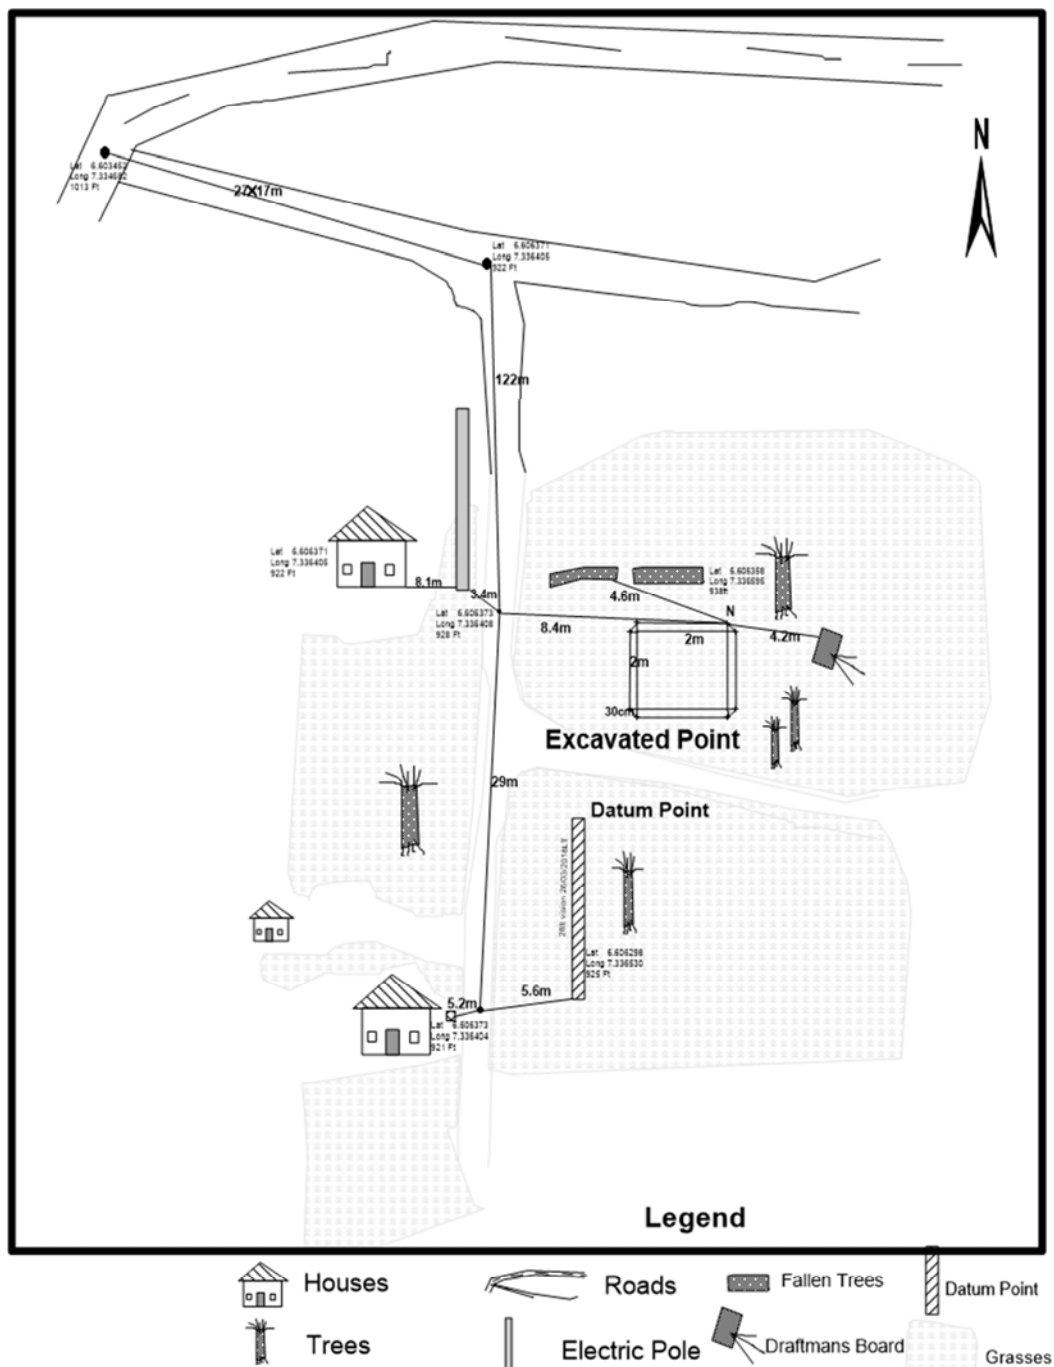 N
Lat 6.603452
Long 7.334682
1013 Ft
27X17m
Lat 6.606371
Long 7.336405
922 Ft
122m
Lat 6.606371
Long 7.336405
922 Ft
8.1m
3.4m
Lat 6.606373
Long 7.336408
928 Ft
8.4m
4.6m
Lat 6.606358
Long 7.336595
938ft
N
2m
4.2m
2m
30cm
Excavated Point
29m
Datum Point
Lat 6.606298
Long 7.336530
925 Ft
5.6m
5.2m
Lat 6.606373
Long 7.336404
921 Ft
Legend
Houses
Roads
Fallen Trees
Datum Point
Trees
Electric Pole
Draftmans Board
Grasses